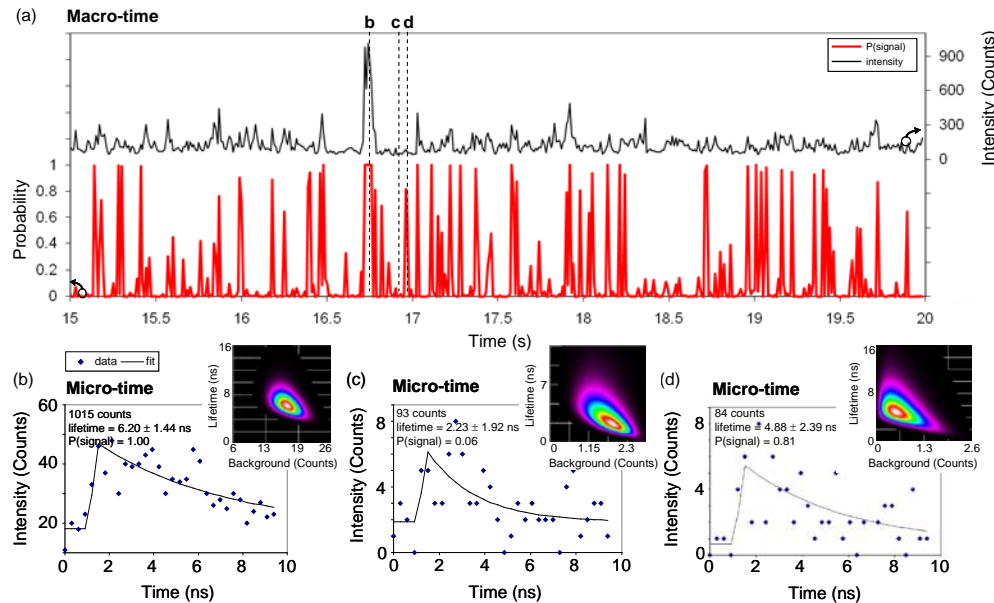 (a) Macro-time
b c d
P(signal)
intensity
900
600
300
0
Intensity (Counts)
Probability
1
0.8
0.6
0.4
0.2
0
15 15.5 16 16.5 17 17.5 18 18.5 19 19.5 20
Time (s)
data fit
(b) Micro-time
1015 counts
lifetime = 6.20 ± 1.44 ns
P(signal) = 1.00
60
40
20
Intensity (Counts)
0 2 4 6 8 10
Time (ns)
16
8
0
Lifetime (ns)
6 13 19 26
Background (Counts)
(c) Micro-time
93 counts
lifetime = 2.23 ± 1.92 ns
P(signal) = 0.06
8
4
0
Intensity (Counts)
0 2 4 6 8 10
Time (ns)
7
0
Lifetime (ns)
0 1.15 2.3
Background (Counts)
(d) Micro-time
84 counts
lifetime = 4.88 ± 2.39 ns
P(signal) = 0.81
8
4
0
Intensity (Counts)
0 2 4 6 8 10
Time (ns)
16
8
0
Lifetime (ns)
0 1.3 2.6
Background (Counts)